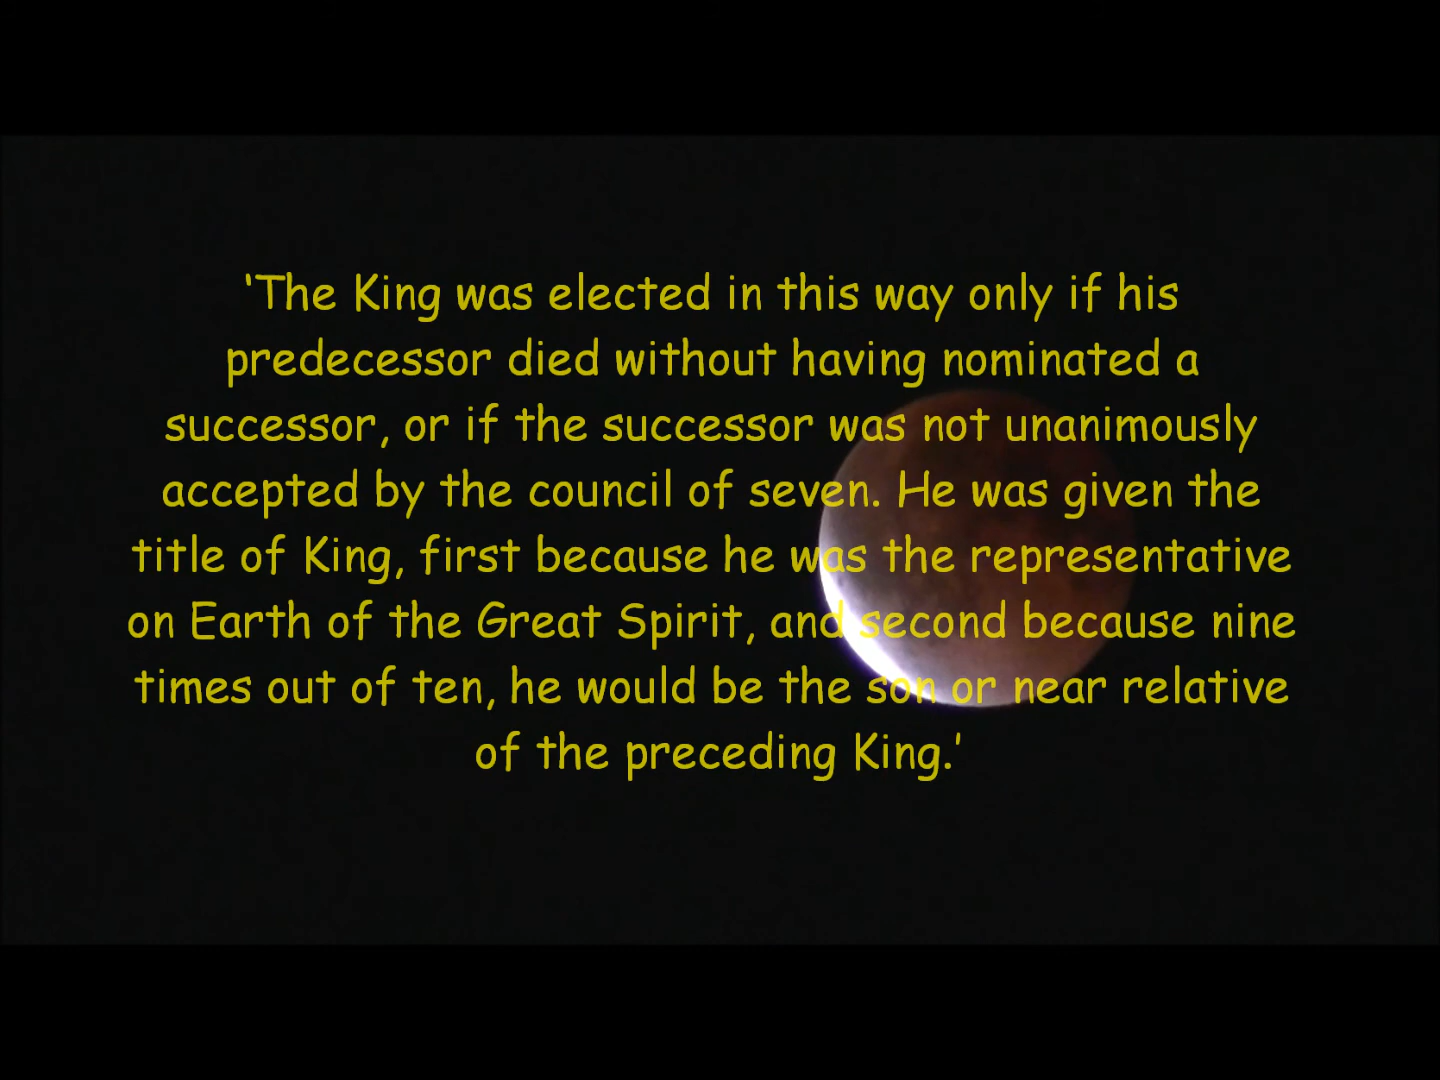 ‘The King was elected in this way only if his
predecessor died without having nominated a
successor, or if the successor was not unanimously
accepted by the council of seven. He was given the
title of King, first because he was the representative
on Earth of the Great Spirit, and second because nine
times out of ten, he would be the son or near relative
of the preceding King.’